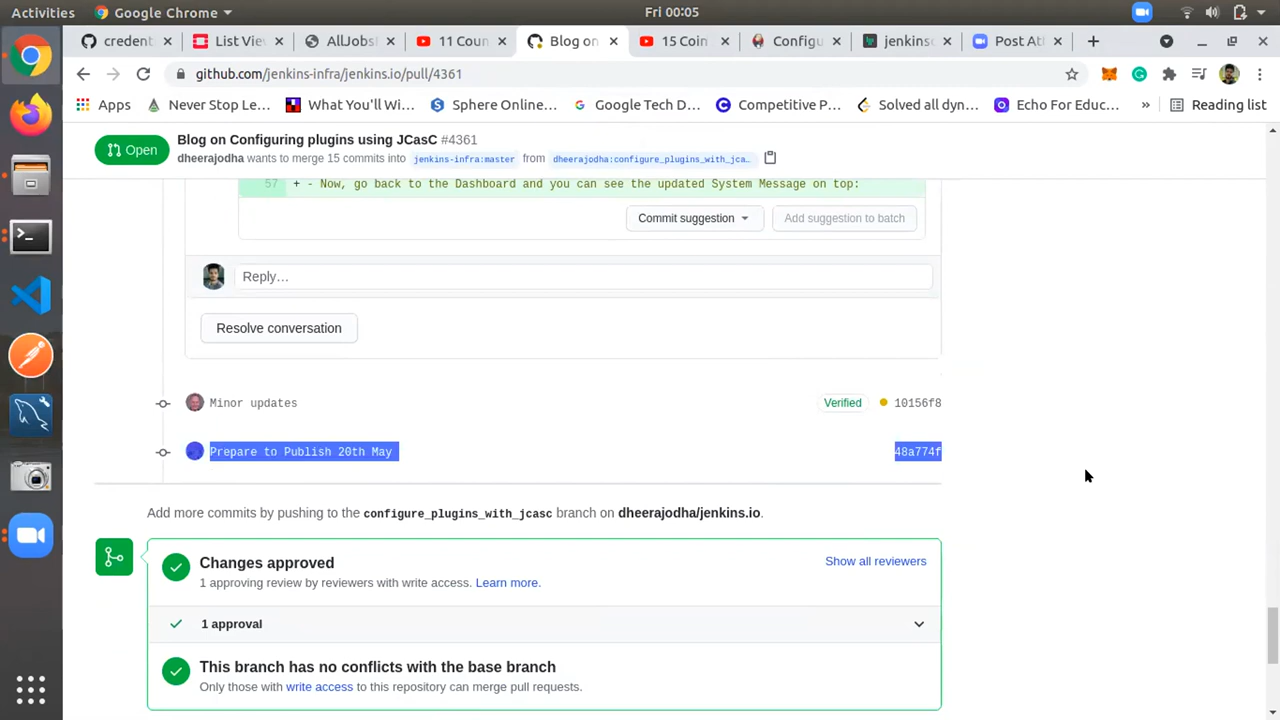 Activities
Google Chrome
Fri 00:05
credent
List Vie
AllJobs
11 Coun
Blog on
15 Coin
Configu
jenkinsc
Post Att
github.com/jenkins-infra/jenkins.io/pull/4361
Apps
Never Stop Le...
What You'll Wi...
Sphere Online...
Google Tech D...
Competitive P...
Solved all dyn...
Echo For Educ...
»
Reading list
Open
Blog on Configuring plugins using JCasC #4361
dheerajodha wants to merge 15 commits into jenkins-infra:master from dheerajodha:configure_plugins_with_jca…
57 + - Now, go back to the Dashboard and you can see the updated System Message on top:
Commit suggestion
Add suggestion to batch
Reply…
Resolve conversation
Minor updates
Verified
10156f8
Prepare to Publish 20th May
48a774f
Add more commits by pushing to the configure_plugins_with_jcasc branch on dheerajodha/jenkins.io.
Changes approved
Show all reviewers
1 approving review by reviewers with write access. Learn more.
1 approval
This branch has no conflicts with the base branch
Only those with write access to this repository can merge pull requests.